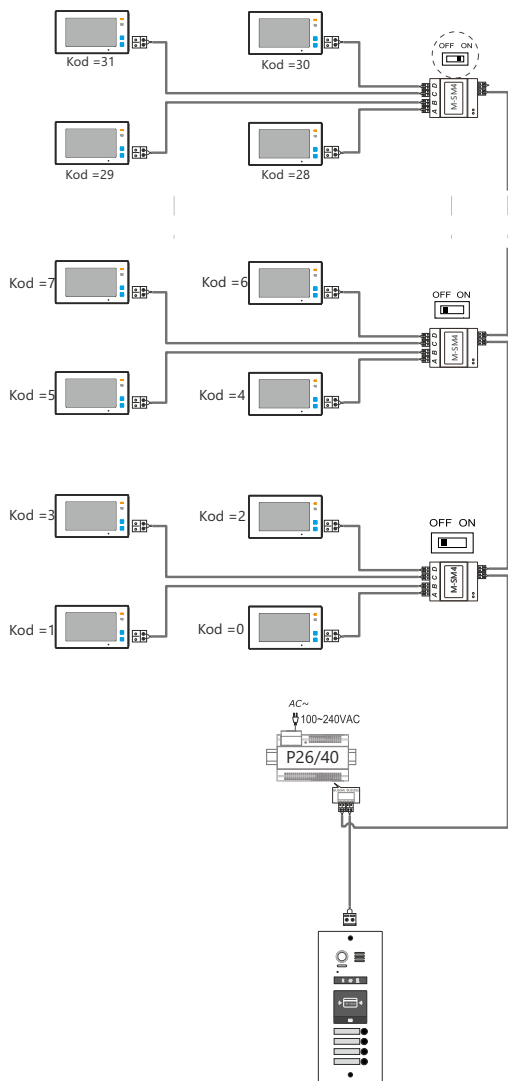 OFF ON
Kod =31
Kod =30
A B C D
M-SM4
Kod =29
Kod =28
Kod =7
Kod =6
OFF ON
A B C D
M-SM4
Kod =5
Kod =4
Kod =3
Kod =2
OFF ON
A B C D
M-SM4
Kod =1
Kod =0
AC~
100~240VAC
P26/40